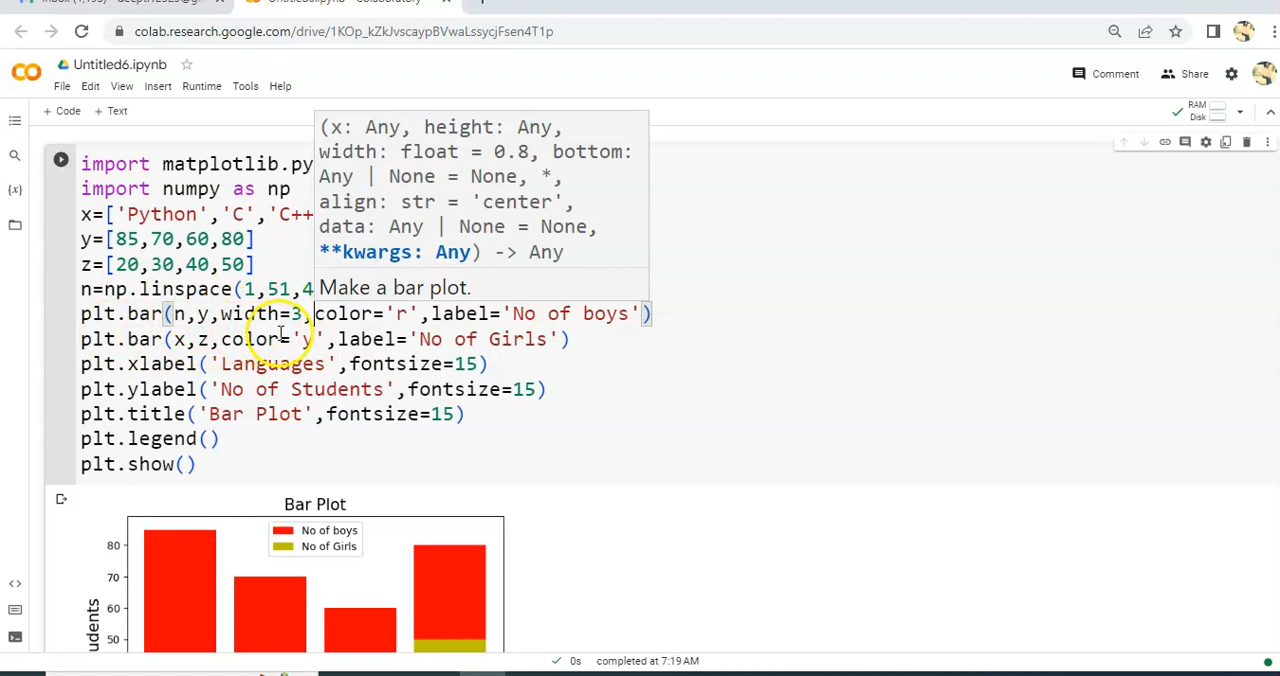 colab.research.google.com/drive/1KOp_kZkJvscaypBVwaLssycjFsen4T1p
Untitled6.ipynb
Comment
Share
File Edit View Insert Runtime Tools Help
+ Code + Text
RAM
Disk
(x: Any, height: Any,
width: float = 0.8, bottom:
Any | None = None, *,
align: str = 'center',
data: Any | None = None,
**kwargs: Any) -> Any
Make a bar plot.
import matplotlib.py
import numpy as np
x=['Python','C','C++
y=[85,70,60,80]
z=[20,30,40,50]
n=np.linspace(1,51,4
plt.bar(n,y,width=3,color='r',label='No of boys')
plt.bar(x,z,color='y',label='No of Girls')
plt.xlabel('Languages',fontsize=15)
plt.ylabel('No of Students',fontsize=15)
plt.title('Bar Plot',fontsize=15)
plt.legend()
plt.show()
Bar Plot
No of boys
No of Girls
80
70
60
50
udents
0s completed at 7:19 AM